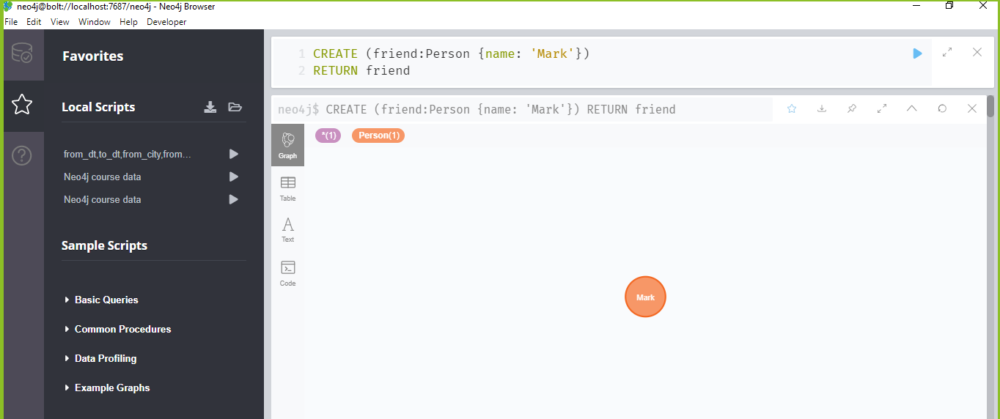 neo4j@bolt://localhost:7687/neo4j - Neo4j Browser
File Edit View Window Help Developer
Favorites
Local Scripts
from_dt,to_dt,from_city,from...
Neo4j course data
Neo4j course data
Sample Scripts
Basic Queries
Common Procedures
Data Profiling
Example Graphs
1 CREATE (friend:Person {name: 'Mark'})
2 RETURN friend
neo4j$ CREATE (friend:Person {name: 'Mark'}) RETURN friend
*(1) Person(1)
Graph
Table
A
Text
Code
Mark